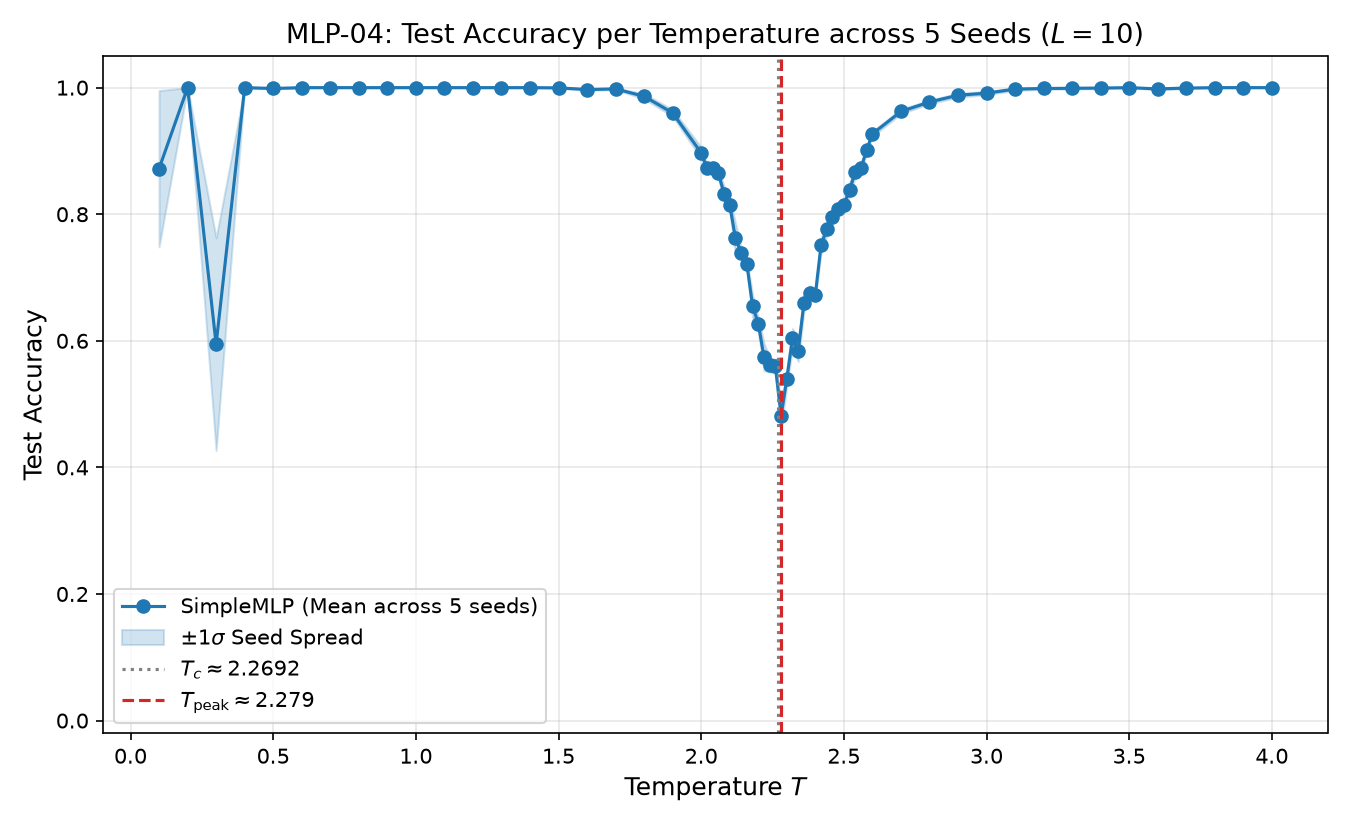 MLP-04: Test Accuracy per Temperature across 5 Seeds (L = 10)
Test Accuracy
1.0
0.8
0.6
0.4
0.2
0.0
SimpleMLP (Mean across 5 seeds)
±1σ Seed Spread
T_c ≈ 2.2692
T_peak ≈ 2.279
0.0 0.5 1.0 1.5 2.0 2.5 3.0 3.5 4.0
Temperature T